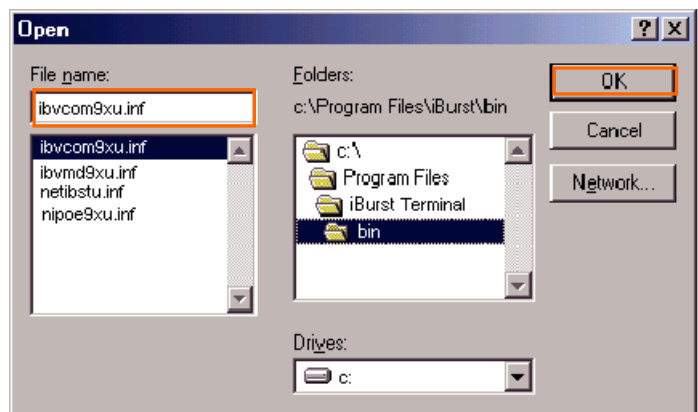 Open
File name:
ibvcom9xu.inf
ibvcom9xu.inf
ibvmd9xu.inf
netibstu.inf
nipoe9xu.inf
Folders:
c:\Program Files\iBurst\bin
c:\
Program Files
iBurst Terminal
bin
Drives:
c:
OK
Cancel
Network...